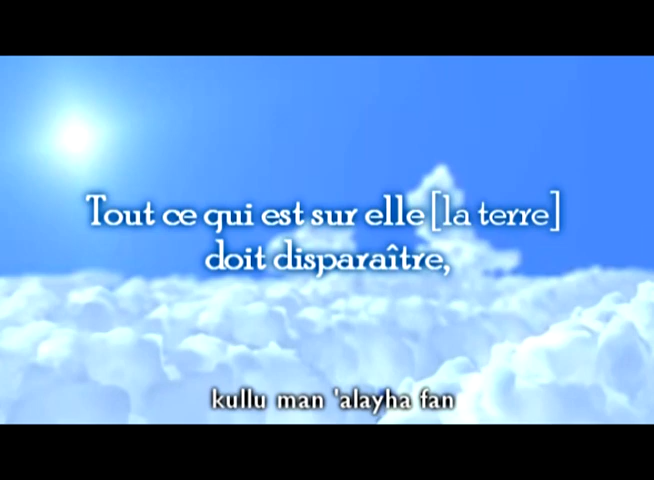 Tout ce qui est sur elle [la terre]
doit disparaître,
kullu man 'alayha fan